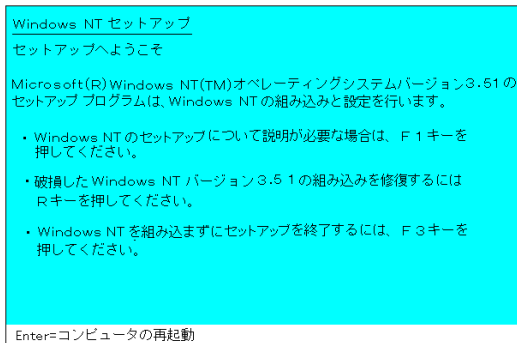 Windows NT セットアップ
セットアップへようこそ
Microsoft(R)Windows NT(TM)オペレーティングシステムバージョン3.51の
セットアップ プログラムは、Windows NTの組み込みと設定を行います。
・Windows NTのセットアップについて説明が必要な場合は、F1キーを
押してください。
・破損したWindows NT バージョン3.51の組み込みを修復するには
Rキーを押してください。
・Windows NTを組み込まずにセットアップを終了するには、F3キーを
押してください。
Enter=コンピュータの再起動